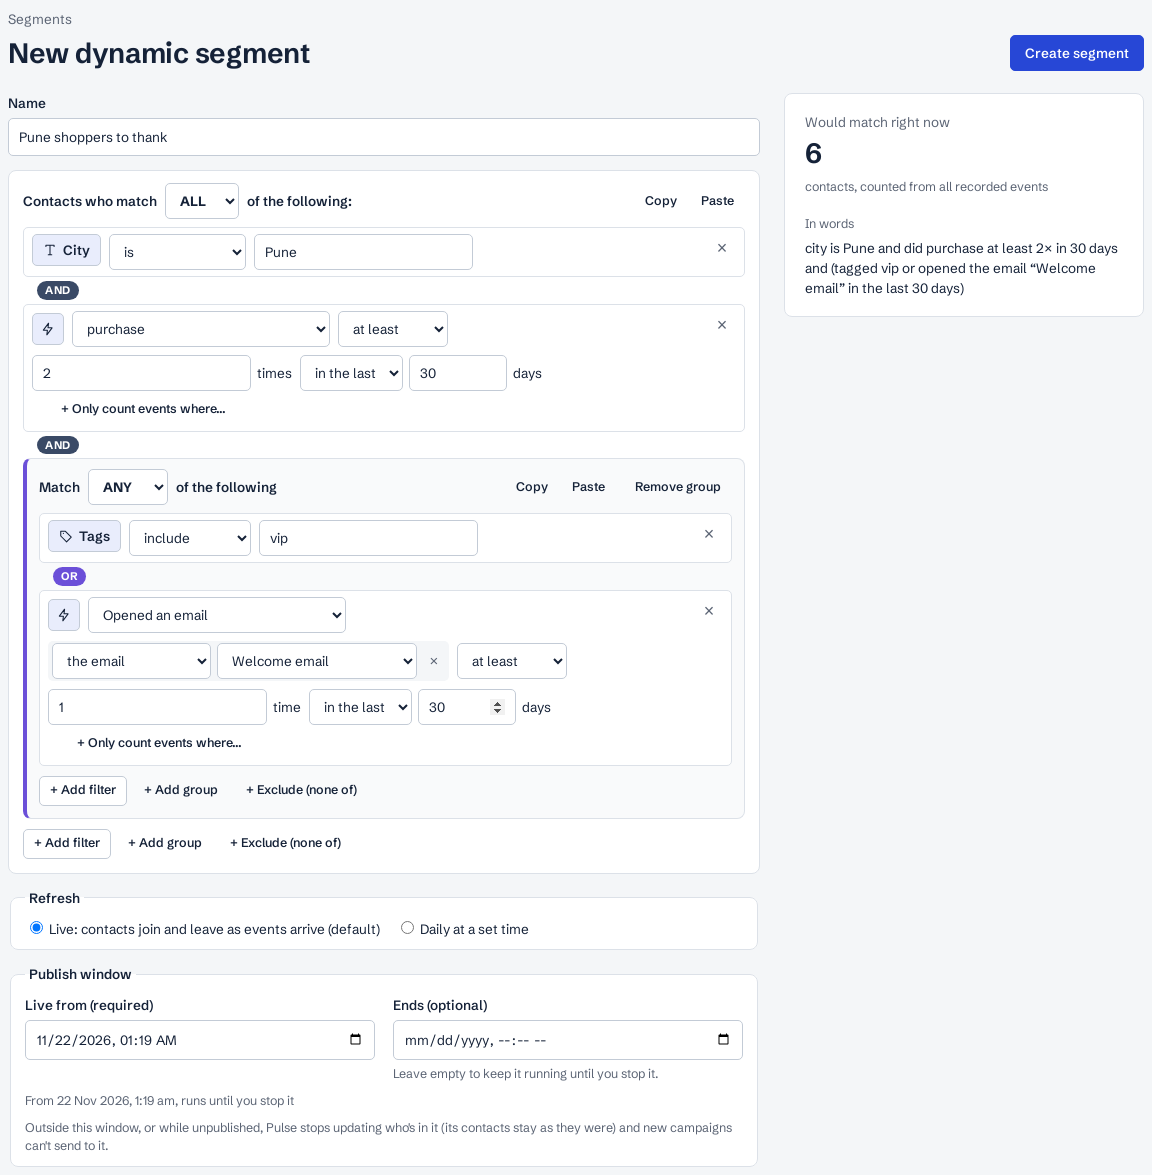 Segments
New dynamic segment
Create segment
Name
Pune shoppers to thank
Contacts who match ALL of the following:
Copy Paste
City is Pune ×
AND
purchase at least ×
2 times in the last 30 days
+ Only count events where...
AND
Match ANY of the following
Copy Paste Remove group
Tags include vip ×
OR
Opened an email ×
the email Welcome email × at least
1 time in the last 30 days
+ Only count events where...
+ Add filter + Add group + Exclude (none of)
+ Add filter + Add group + Exclude (none of)
Refresh
Live: contacts join and leave as events arrive (default) Daily at a set time
Publish window
Live from (required) Ends (optional)
11/22/2026, 01:19 AM mm/dd/yyyy, --:-- --
Leave empty to keep it running until you stop it.
From 22 Nov 2026, 1:19 am, runs until you stop it
Outside this window, or while unpublished, Pulse stops updating who's in it (its contacts stay as they were) and new campaigns
can't send to it.
Would match right now
6
contacts, counted from all recorded events
In words
city is Pune and did purchase at least 2× in 30 days
and (tagged vip or opened the email “Welcome
email” in the last 30 days)